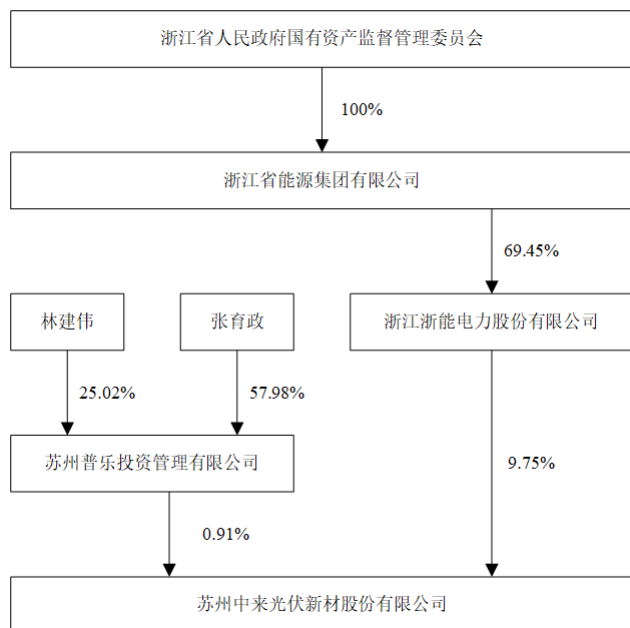 浙江省人民政府国有资产监督管理委员会
100%
浙江省能源集团有限公司
69.45%
林建伟
张育政
浙江浙能电力股份有限公司
25.02%
57.98%
苏州普乐投资管理有限公司
9.75%
0.91%
苏州中来光伏新材股份有限公司